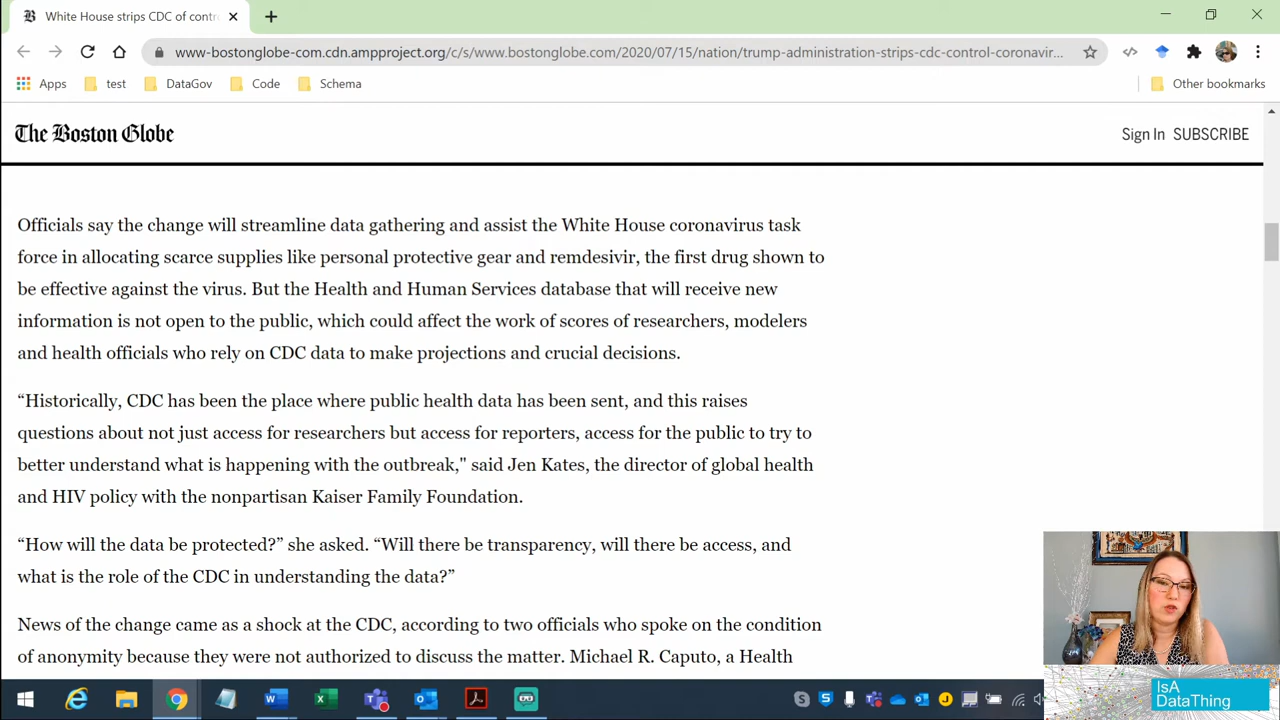 White House strips CDC of contr
www-bostonglobe-com.cdn.ampproject.org/c/s/www.bostonglobe.com/2020/07/15/nation/trump-administration-strips-cdc-control-coronavir...
Apps test DataGov Code Schema Other bookmarks
The Boston Globe
Sign In SUBSCRIBE
Officials say the change will streamline data gathering and assist the White House coronavirus task
force in allocating scarce supplies like personal protective gear and remdesivir, the first drug shown to
be effective against the virus. But the Health and Human Services database that will receive new
information is not open to the public, which could affect the work of scores of researchers, modelers
and health officials who rely on CDC data to make projections and crucial decisions.
“Historically, CDC has been the place where public health data has been sent, and this raises
questions about not just access for researchers but access for reporters, access for the public to try to
better understand what is happening with the outbreak," said Jen Kates, the director of global health
and HIV policy with the nonpartisan Kaiser Family Foundation.
“How will the data be protected?” she asked. “Will there be transparency, will there be access, and
what is the role of the CDC in understanding the data?”
News of the change came as a shock at the CDC, according to two officials who spoke on the condition
of anonymity because they were not authorized to discuss the matter. Michael R. Caputo, a Health
IsA
DataThing